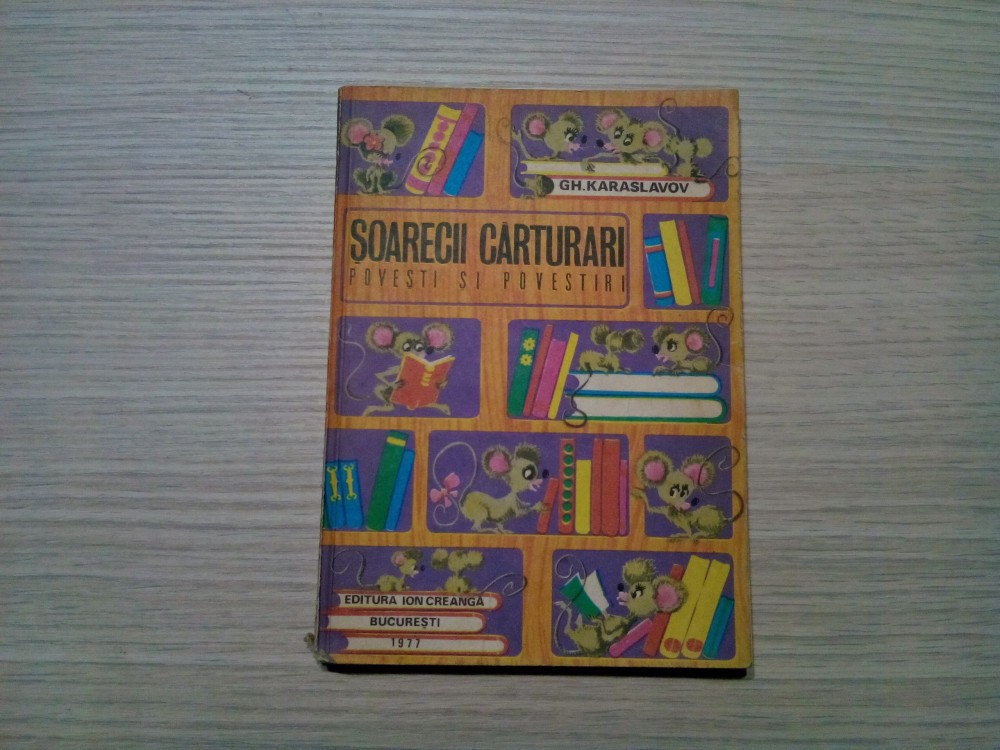 GH.KARASLAVOV
ȘOARECII CĂRTURARI
POVEȘTI ȘI POVESTIRI
EDITURA ION CREANGĂ
BUCUREȘTI
1977